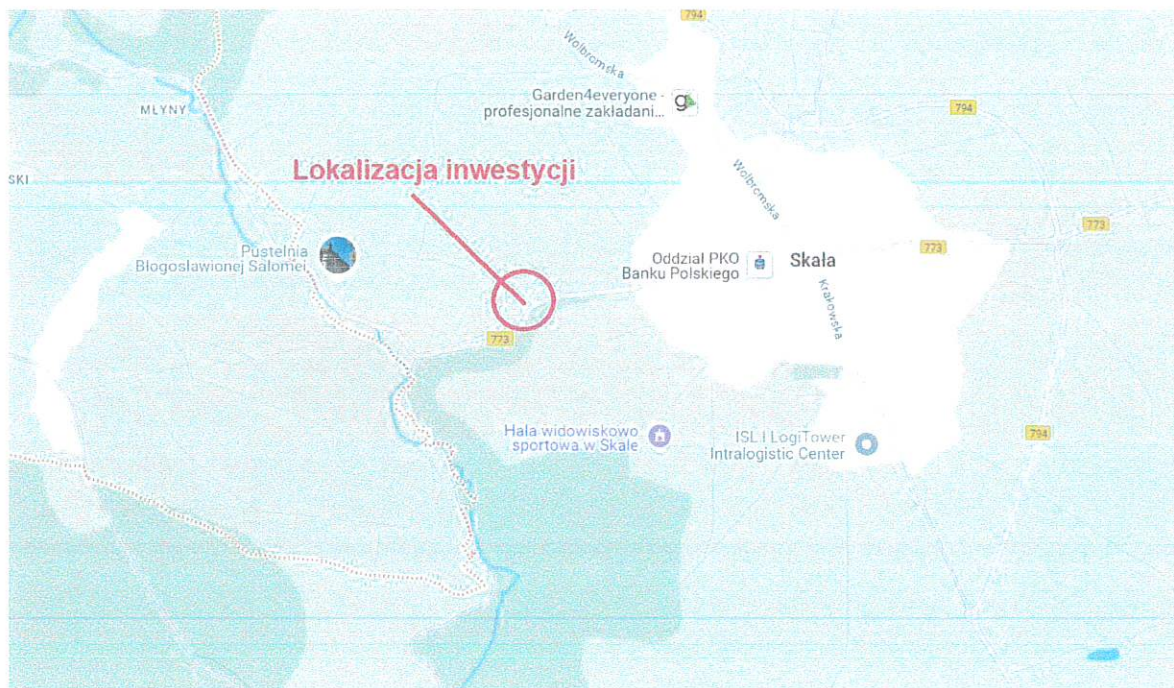 794
Wolbromska
Garden4everyone -
profesjonalne zakładani...
794
MŁYNY
Lokalizacja inwestycji
SKI
Wolbromska
773
Pustelnia
Błogosławionej Salomei
Oddział PKO
Banku Polskiego
Skała
Krakowska
773
773
Hala widowiskowo
sportowa w Skale
ISL I LogiTower
Intralogistic Center
794